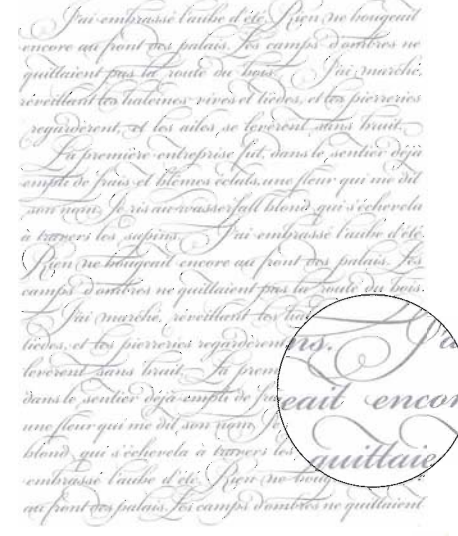 J'ai embrassé l'aube d'été. Rien ne bougeait
encore au front des palais. Les camps d'ombres ne
quittaient pas la route du bois. J'ai marché,
réveillant les haleines vives et tièdes, et les pierreries
regardèrent, et les ailes se levèrent sans bruit.
La première entreprise fut, dans le sentier déjà
empli de frais et blêmes éclats, une fleur qui me dit
son nom. Je ris au wasserfall blond qui s'échevela
à travers les sapins. J'ai embrassé l'aube d'été.
Rien ne bougeait encore au front des palais. Les
camps d'ombres ne quittaient pas la route du bois.
J'ai marché, réveillant les
tièdes, et les pierreries regardèrent
levèrent sans bruit. La prem
dans le sentier déjà empli de
une fleur qui me dit son nom. Je
blond qui s'échevela à travers les
embrassé l'aube d'été. Rien ne boug
au front des palais. Les camps d'ombres ne quittaient
ns. J'a
eait encor
quittaie